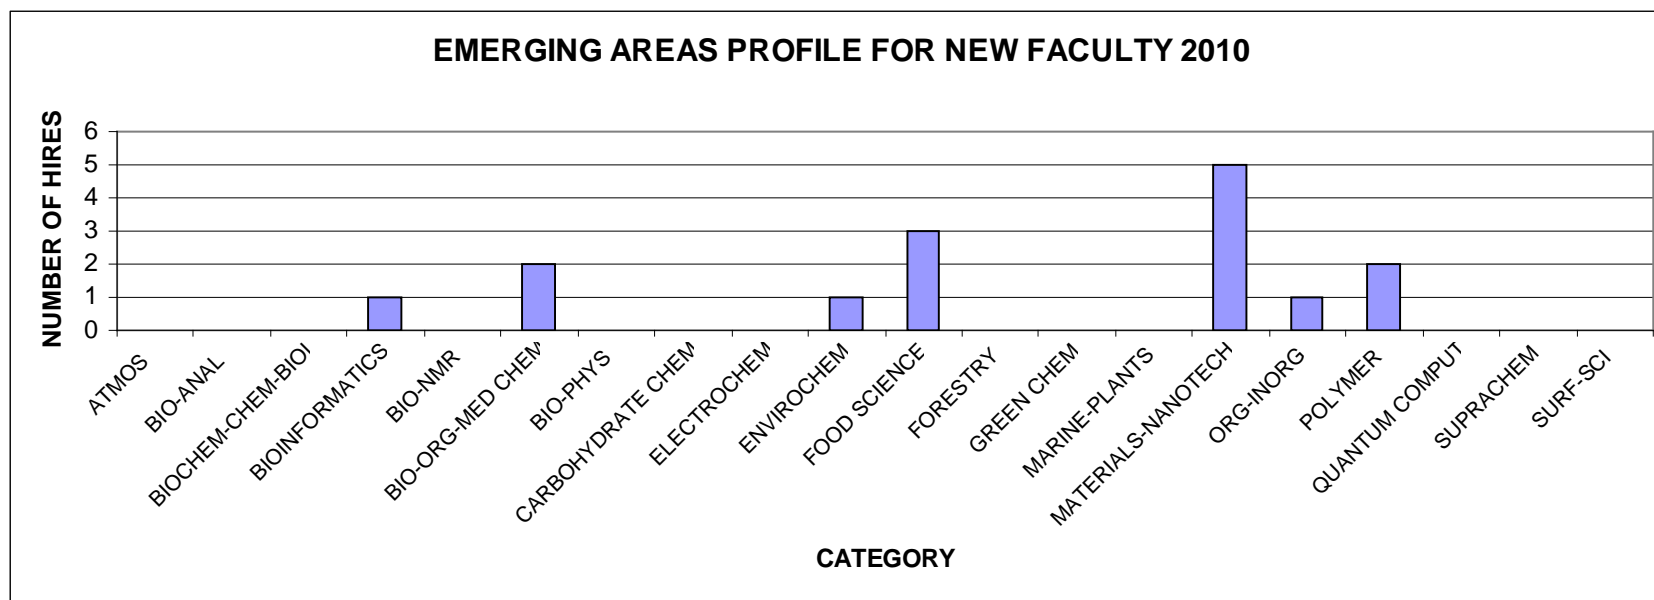 EMERGING AREAS PROFILE FOR NEW FACULTY 2010
NUMBER OF HIRES
6
5
4
3
2
1
0
ATMOS
BIO-ANAL
BIOCHEM-CHEM-BIOl
BIOINFORMATICS
BIO-NMR
BIO-ORG-MED CHEM
BIO-PHYS
CARBOHYDRATE CHEM
ELECTROCHEM
ENVIROCHEM
FOOD SCIENCE
FORESTRY
GREEN CHEM
MARINE-PLANTS
MATERIALS-NANOTECH
ORG-INORG
POLYMER
QUANTUM COMPUT
SUPRACHEM
SURF-SCI
CATEGORY